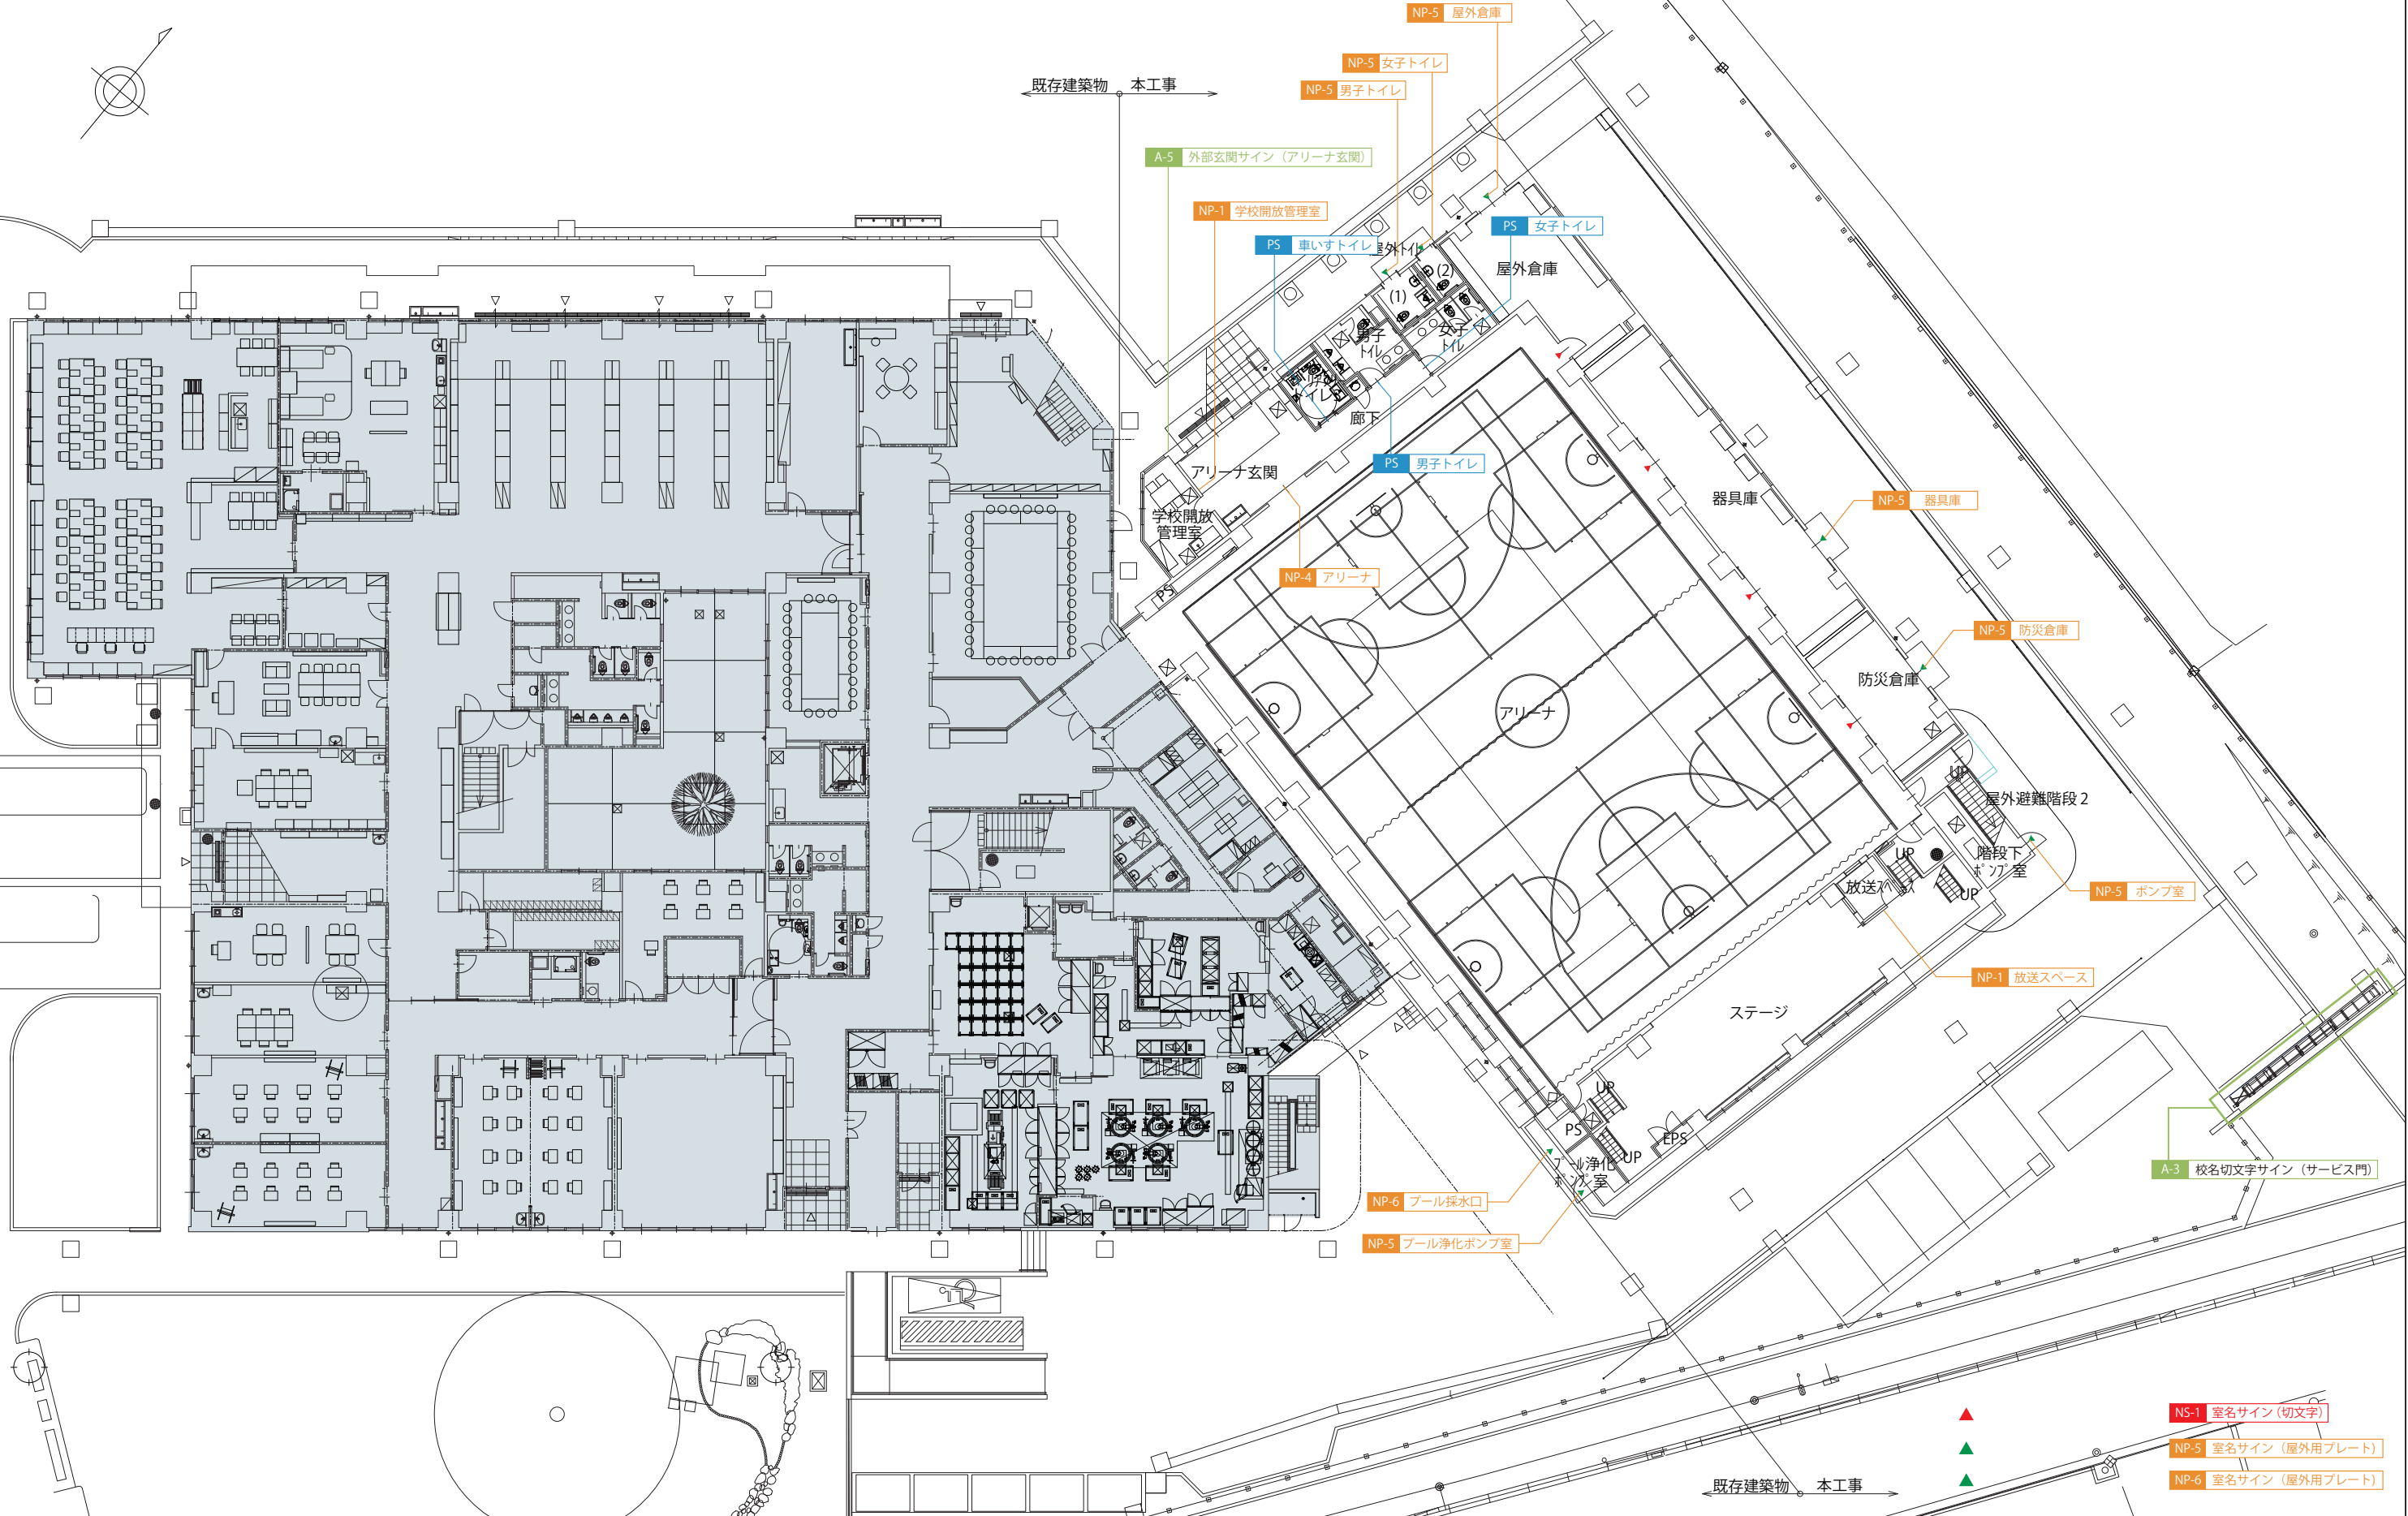 NP-5 屋外倉庫
NP-5 女子トイレ
既存建築物 本工事
NP-5 男子トイレ
A-5 外部玄関サイン（アリーナ玄関）
NP-1 学校開放管理室
PS 女子トイレ
PS 車いすトイレ
屋外トイレ
(2)
屋外倉庫
(1)
男子
トイレ
女子
トイレ
廊下
PS 男子トイレ
アリーナ玄関
器具庫
NP-5 器具庫
学校開放
管理室
NP-4 アリーナ
PS
NP-5 防災倉庫
防災倉庫
アリーナ
UP
屋外避難階段2
UP
階段下
ポンプ室
放送スペース
UP
NP-5 ポンプ室
NP-1 放送スペース
ステージ
UP
PS
EPS
UP
プール浄化
ポンプ室
A-3 校名切文字サイン（サービス門）
NP-6 プール採水口
NP-5 プール浄化ポンプ室
NS-1 室名サイン（切文字）
NP-5 室名サイン（屋外用プレート）
NP-6 室名サイン（屋外用プレート）
既存建築物 本工事